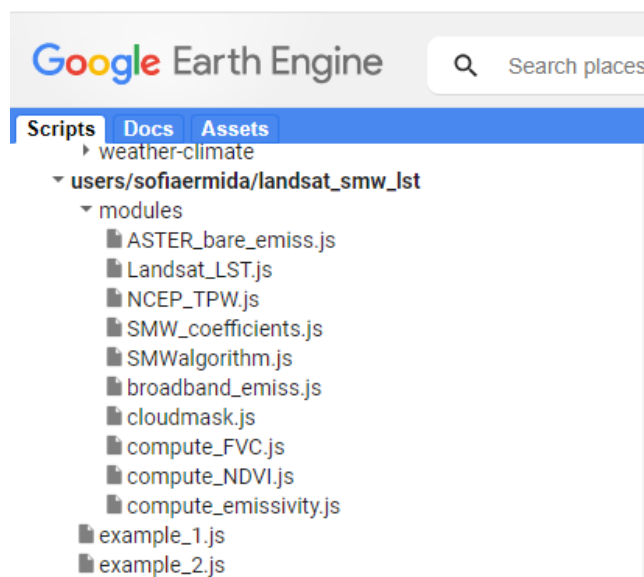 Google Earth Engine
Search places
Scripts Docs Assets
weather-climate
users/sofiaermida/landsat_smw_lst
modules
ASTER_bare_emiss.js
Landsat_LST.js
NCEP_TPW.js
SMW_coefficients.js
SMWalgorithm.js
broadband_emiss.js
cloudmask.js
compute_FVC.js
compute_NDVI.js
compute_emissivity.js
example_1.js
example_2.js